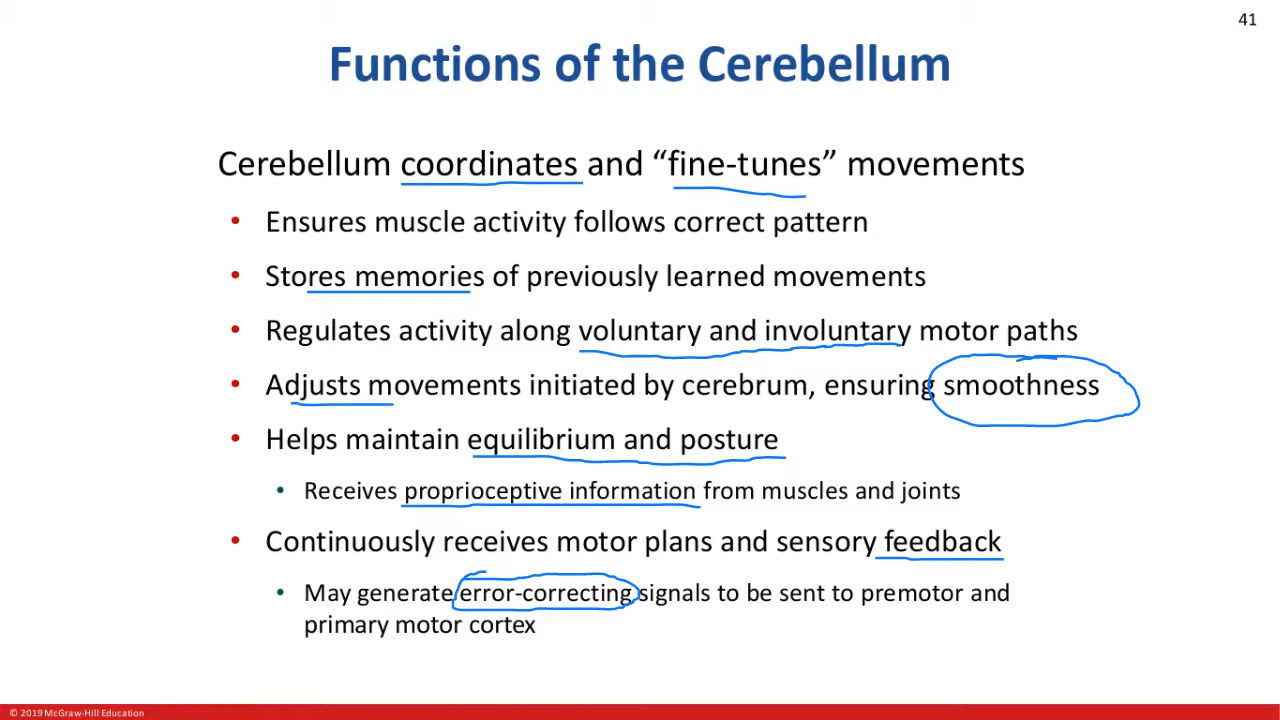 41
Functions of the Cerebellum
Cerebellum coordinates and “fine-tunes” movements
• Ensures muscle activity follows correct pattern
• Stores memories of previously learned movements
• Regulates activity along voluntary and involuntary motor paths
• Adjusts movements initiated by cerebrum, ensuring smoothness
• Helps maintain equilibrium and posture
• Receives proprioceptive information from muscles and joints
• Continuously receives motor plans and sensory feedback
• May generate error-correcting signals to be sent to premotor and
primary motor cortex
© 2019 McGraw-Hill Education